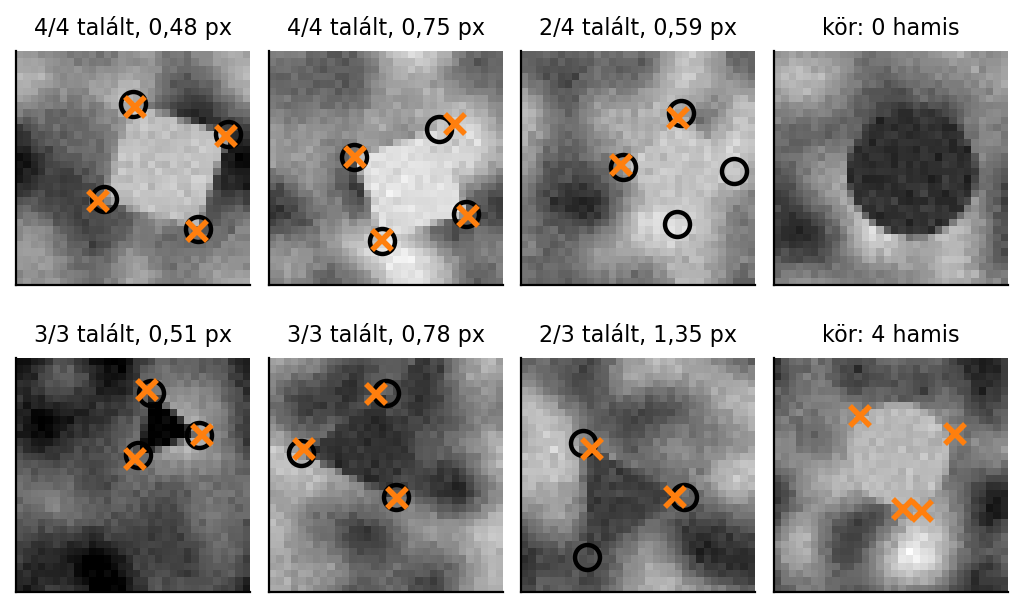 4/4 talált, 0,48 px
4/4 talált, 0,75 px
2/4 talált, 0,59 px
kör: 0 hamis
3/3 talált, 0,51 px
3/3 talált, 0,78 px
2/3 talált, 1,35 px
kör: 4 hamis